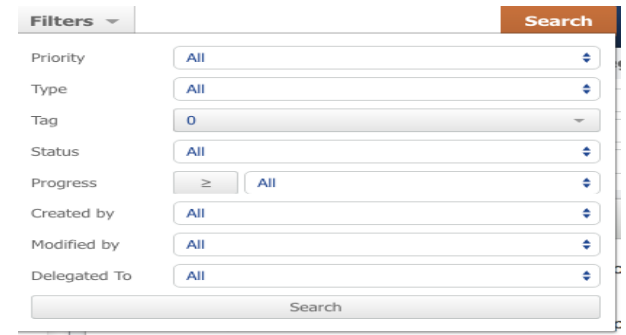 Filters Search
Priority All
Type All
Tag 0
Status All
Progress ≥ All
Created by All
Modified by All
Delegated To All
Search